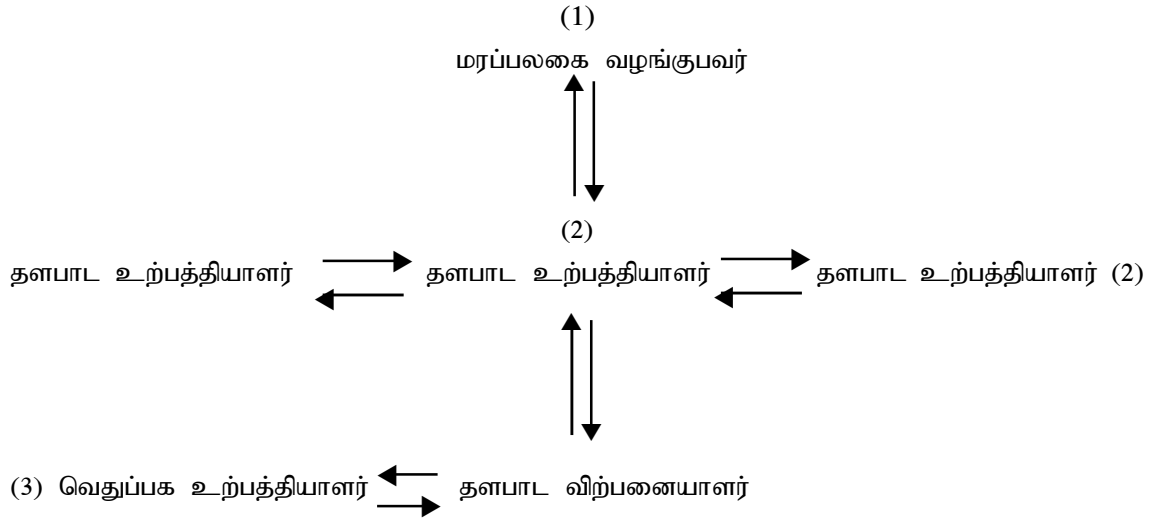 (1)
மரப்பலகை வழங்குபவர்
(2)
தளபாட உற்பத்தியாளர் தளபாட உற்பத்தியாளர் தளபாட உற்பத்தியாளர் (2)
(3) வெதுப்பக உற்பத்தியாளர் தளபாட விற்பனையாளர்